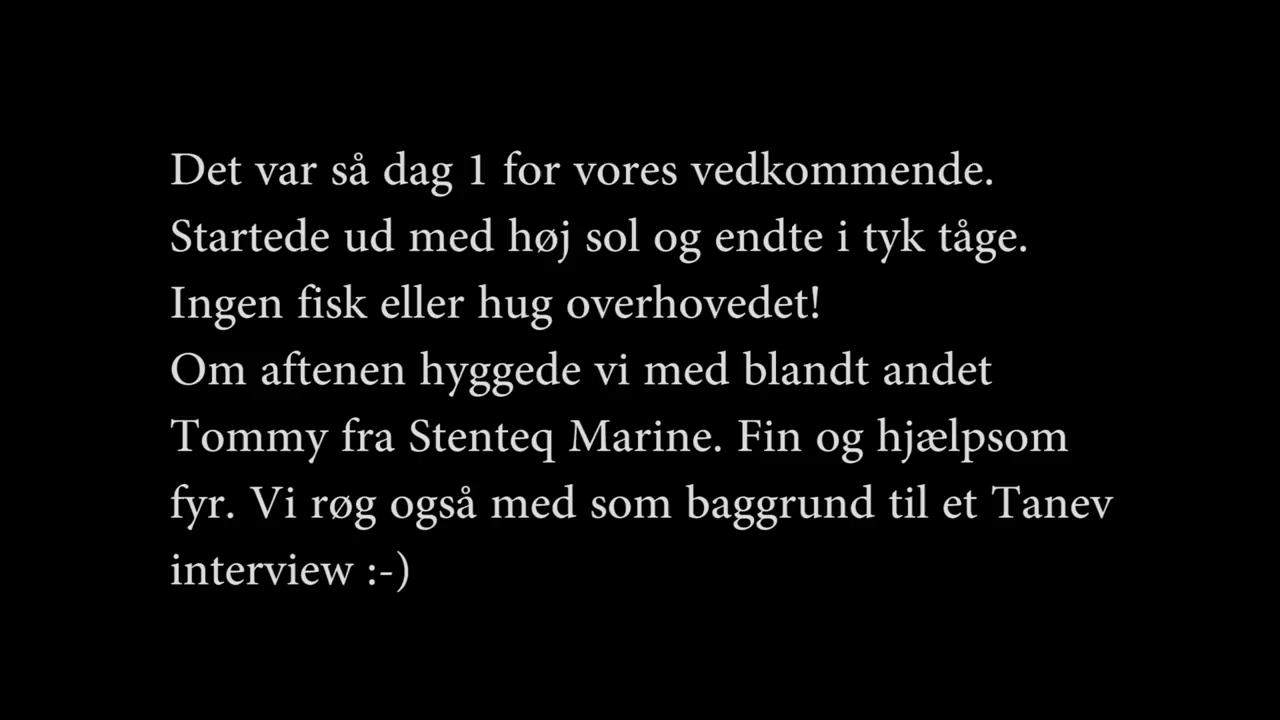 Det var så dag 1 for vores vedkommende.
Startede ud med høj sol og endte i tyk tåge.
Ingen fisk eller hug overhovedet!
Om aftenen hyggede vi med blandt andet
Tommy fra Stenteq Marine. Fin og hjælpsom
fyr. Vi røg også med som baggrund til et Tanev
interview :-)